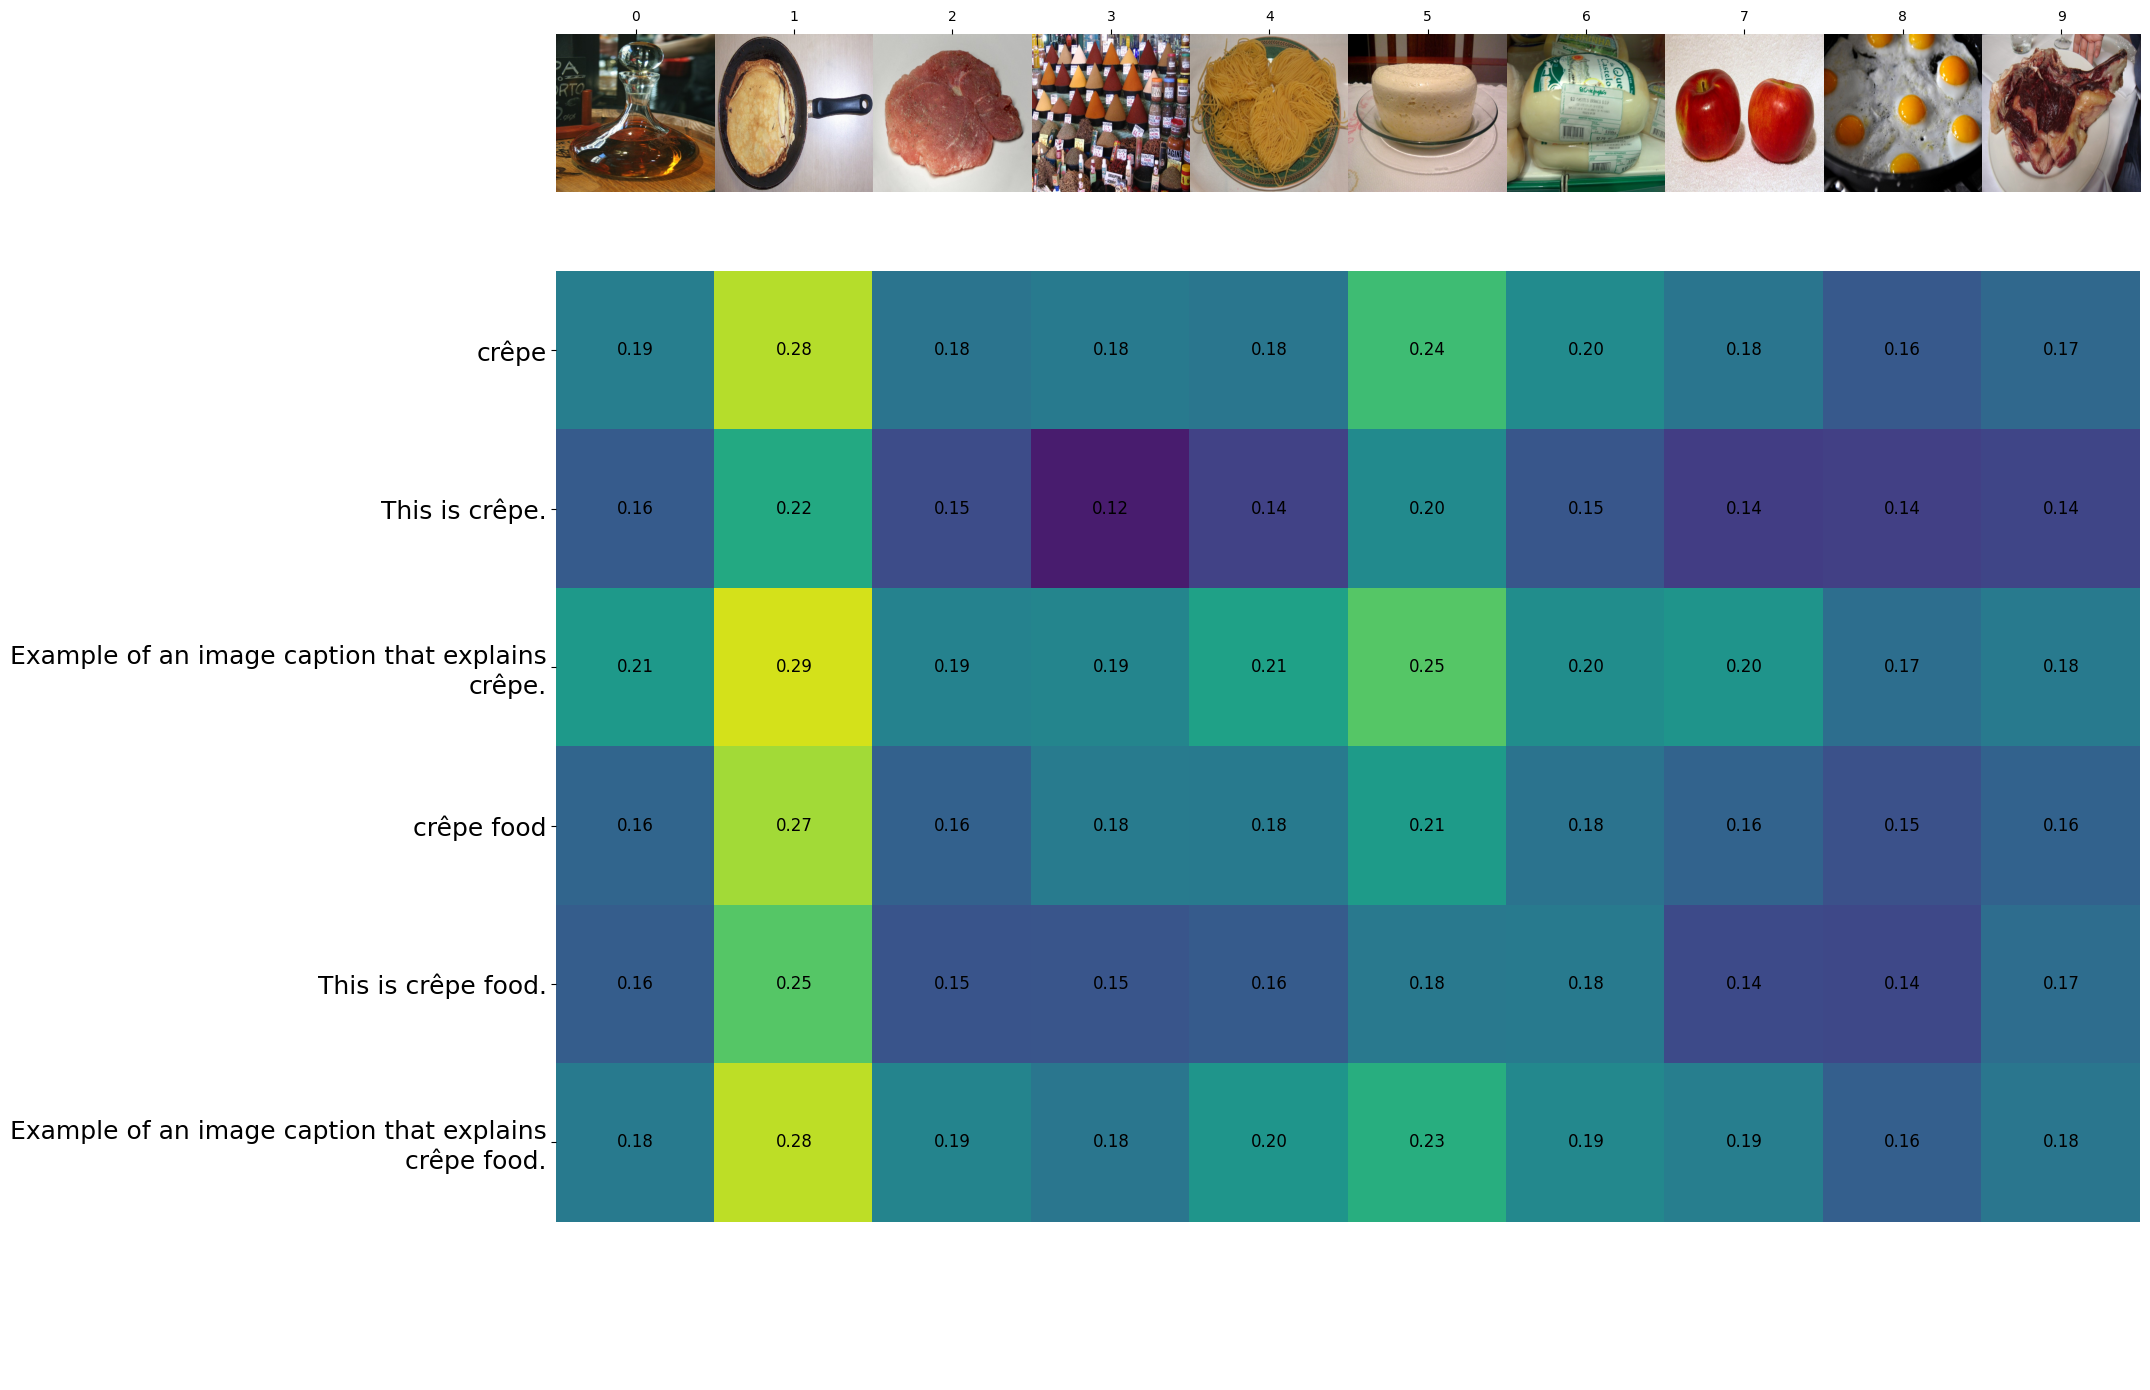 0 1 2 3 4 5 6 7 8 9
crêpe 0.19 0.28 0.18 0.18 0.18 0.24 0.20 0.18 0.16 0.17
This is crêpe. 0.16 0.22 0.15 0.12 0.14 0.20 0.15 0.14 0.14 0.14
Example of an image caption that explains
crêpe. 0.21 0.29 0.19 0.19 0.21 0.25 0.20 0.20 0.17 0.18
crêpe food 0.16 0.27 0.16 0.18 0.18 0.21 0.18 0.16 0.15 0.16
This is crêpe food. 0.16 0.25 0.15 0.15 0.16 0.18 0.18 0.14 0.14 0.17
Example of an image caption that explains
crêpe food. 0.18 0.28 0.19 0.18 0.20 0.23 0.19 0.19 0.16 0.18